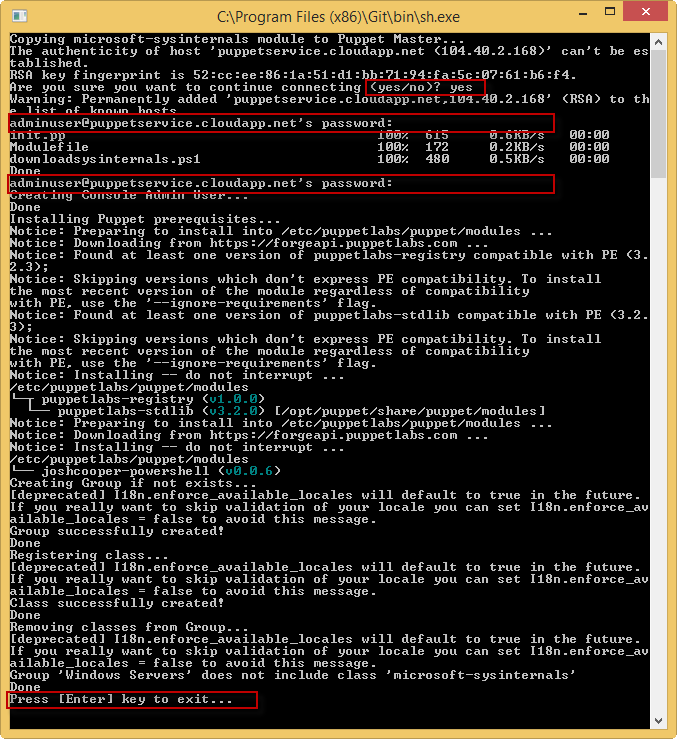 C:\Program Files (x86)\Git\bin\sh.exe
Copying microsoft-sysinternals module to Puppet Master...
The authenticity of host 'puppetservice.cloudapp.net (104.40.2.168)' can't be es
tablished.
RSA key fingerprint is 52:cc:ee:86:1a:51:d1:bb:71:94:fa:5c:07:61:b6:f4.
Are you sure you want to continue connecting (yes/no)? yes
Warning: Permanently added 'puppetservice.cloudapp.net,104.40.2.168' (RSA) to th
e list of known hosts.
adminuser@puppetservice.cloudapp.net's password:
init.pp 100% 615 0.6KB/s 00:00
Modulefile 100% 172 0.2KB/s 00:00
downloadsysinternals.ps1 100% 480 0.5KB/s 00:00
Done
adminuser@puppetservice.cloudapp.net's password:
Creating Console Admin User...
Done
Installing Puppet prerequisites...
Notice: Preparing to install into /etc/puppetlabs/puppet/modules ...
Notice: Downloading from https://forgeapi.puppetlabs.com ...
Notice: Found at least one version of puppetlabs-registry compatible with PE (3.
2.3);
Notice: Skipping versions which don't express PE compatibility. To install
the most recent version of the module regardless of compatibility
with PE, use the '--ignore-requirements' flag.
Notice: Found at least one version of puppetlabs-stdlib compatible with PE (3.2.
3);
Notice: Skipping versions which don't express PE compatibility. To install
the most recent version of the module regardless of compatibility
with PE, use the '--ignore-requirements' flag.
Notice: Installing -- do not interrupt ...
/etc/puppetlabs/puppet/modules
└─┬ puppetlabs-registry (v1.0.0)
  └── puppetlabs-stdlib (v3.2.0) [/opt/puppet/share/puppet/modules]
Notice: Preparing to install into /etc/puppetlabs/puppet/modules ...
Notice: Downloading from https://forgeapi.puppetlabs.com ...
Notice: Installing -- do not interrupt ...
/etc/puppetlabs/puppet/modules
└── joshcooper-powershell (v0.0.6)
Creating Group if not exists...
[deprecated] I18n.enforce_available_locales will default to true in the future.
If you really want to skip validation of your locale you can set I18n.enforce_av
ailable_locales = false to avoid this message.
Group successfully created!
Done
Registering class...
[deprecated] I18n.enforce_available_locales will default to true in the future.
If you really want to skip validation of your locale you can set I18n.enforce_av
ailable_locales = false to avoid this message.
Class successfully created!
Done
Removing classes from Group...
[deprecated] I18n.enforce_available_locales will default to true in the future.
If you really want to skip validation of your locale you can set I18n.enforce_av
ailable_locales = false to avoid this message.
Group 'Windows Servers' does not include class 'microsoft-sysinternals'
Done
Press [Enter] key to exit...